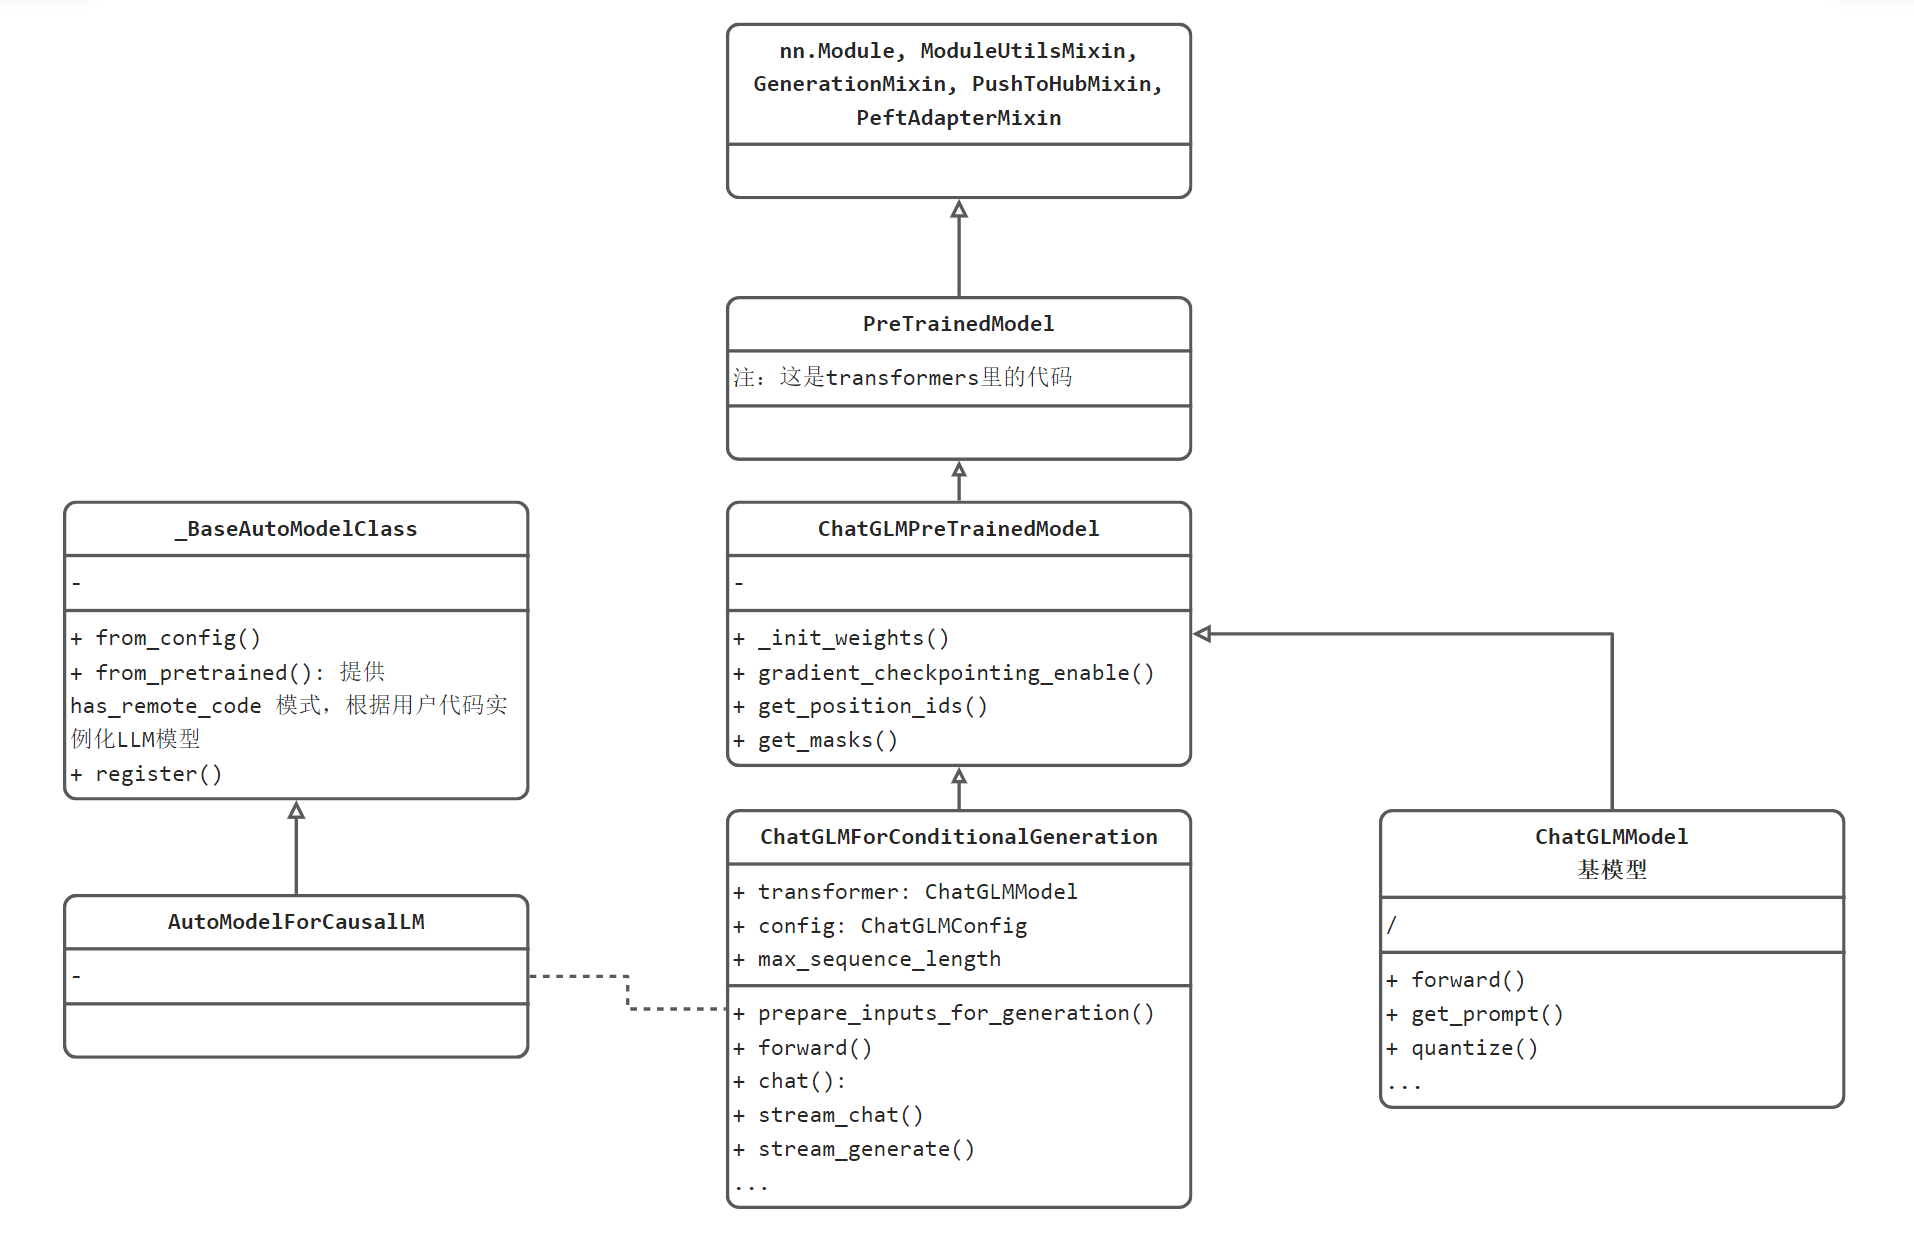 nn.Module, ModuleUtilsMixin,
GenerationMixin, PushToHubMixin,
PeftAdapterMixin
PreTrainedModel
注：这是transformers里的代码
_BaseAutoModelClass
-
+ from_config()
+ from_pretrained(): 提供
has_remote_code 模式，根据用户代码实
例化LLM模型
+ register()
ChatGLMPreTrainedModel
-
+ _init_weights()
+ gradient_checkpointing_enable()
+ get_position_ids()
+ get_masks()
AutoModelForCausalLM
-
ChatGLMForConditionalGeneration
+ transformer: ChatGLMModel
+ config: ChatGLMConfig
+ max_sequence_length
+ prepare_inputs_for_generation()
+ forward()
+ chat():
+ stream_chat()
+ stream_generate()
...
ChatGLMModel
基模型
/
+ forward()
+ get_prompt()
+ quantize()
...